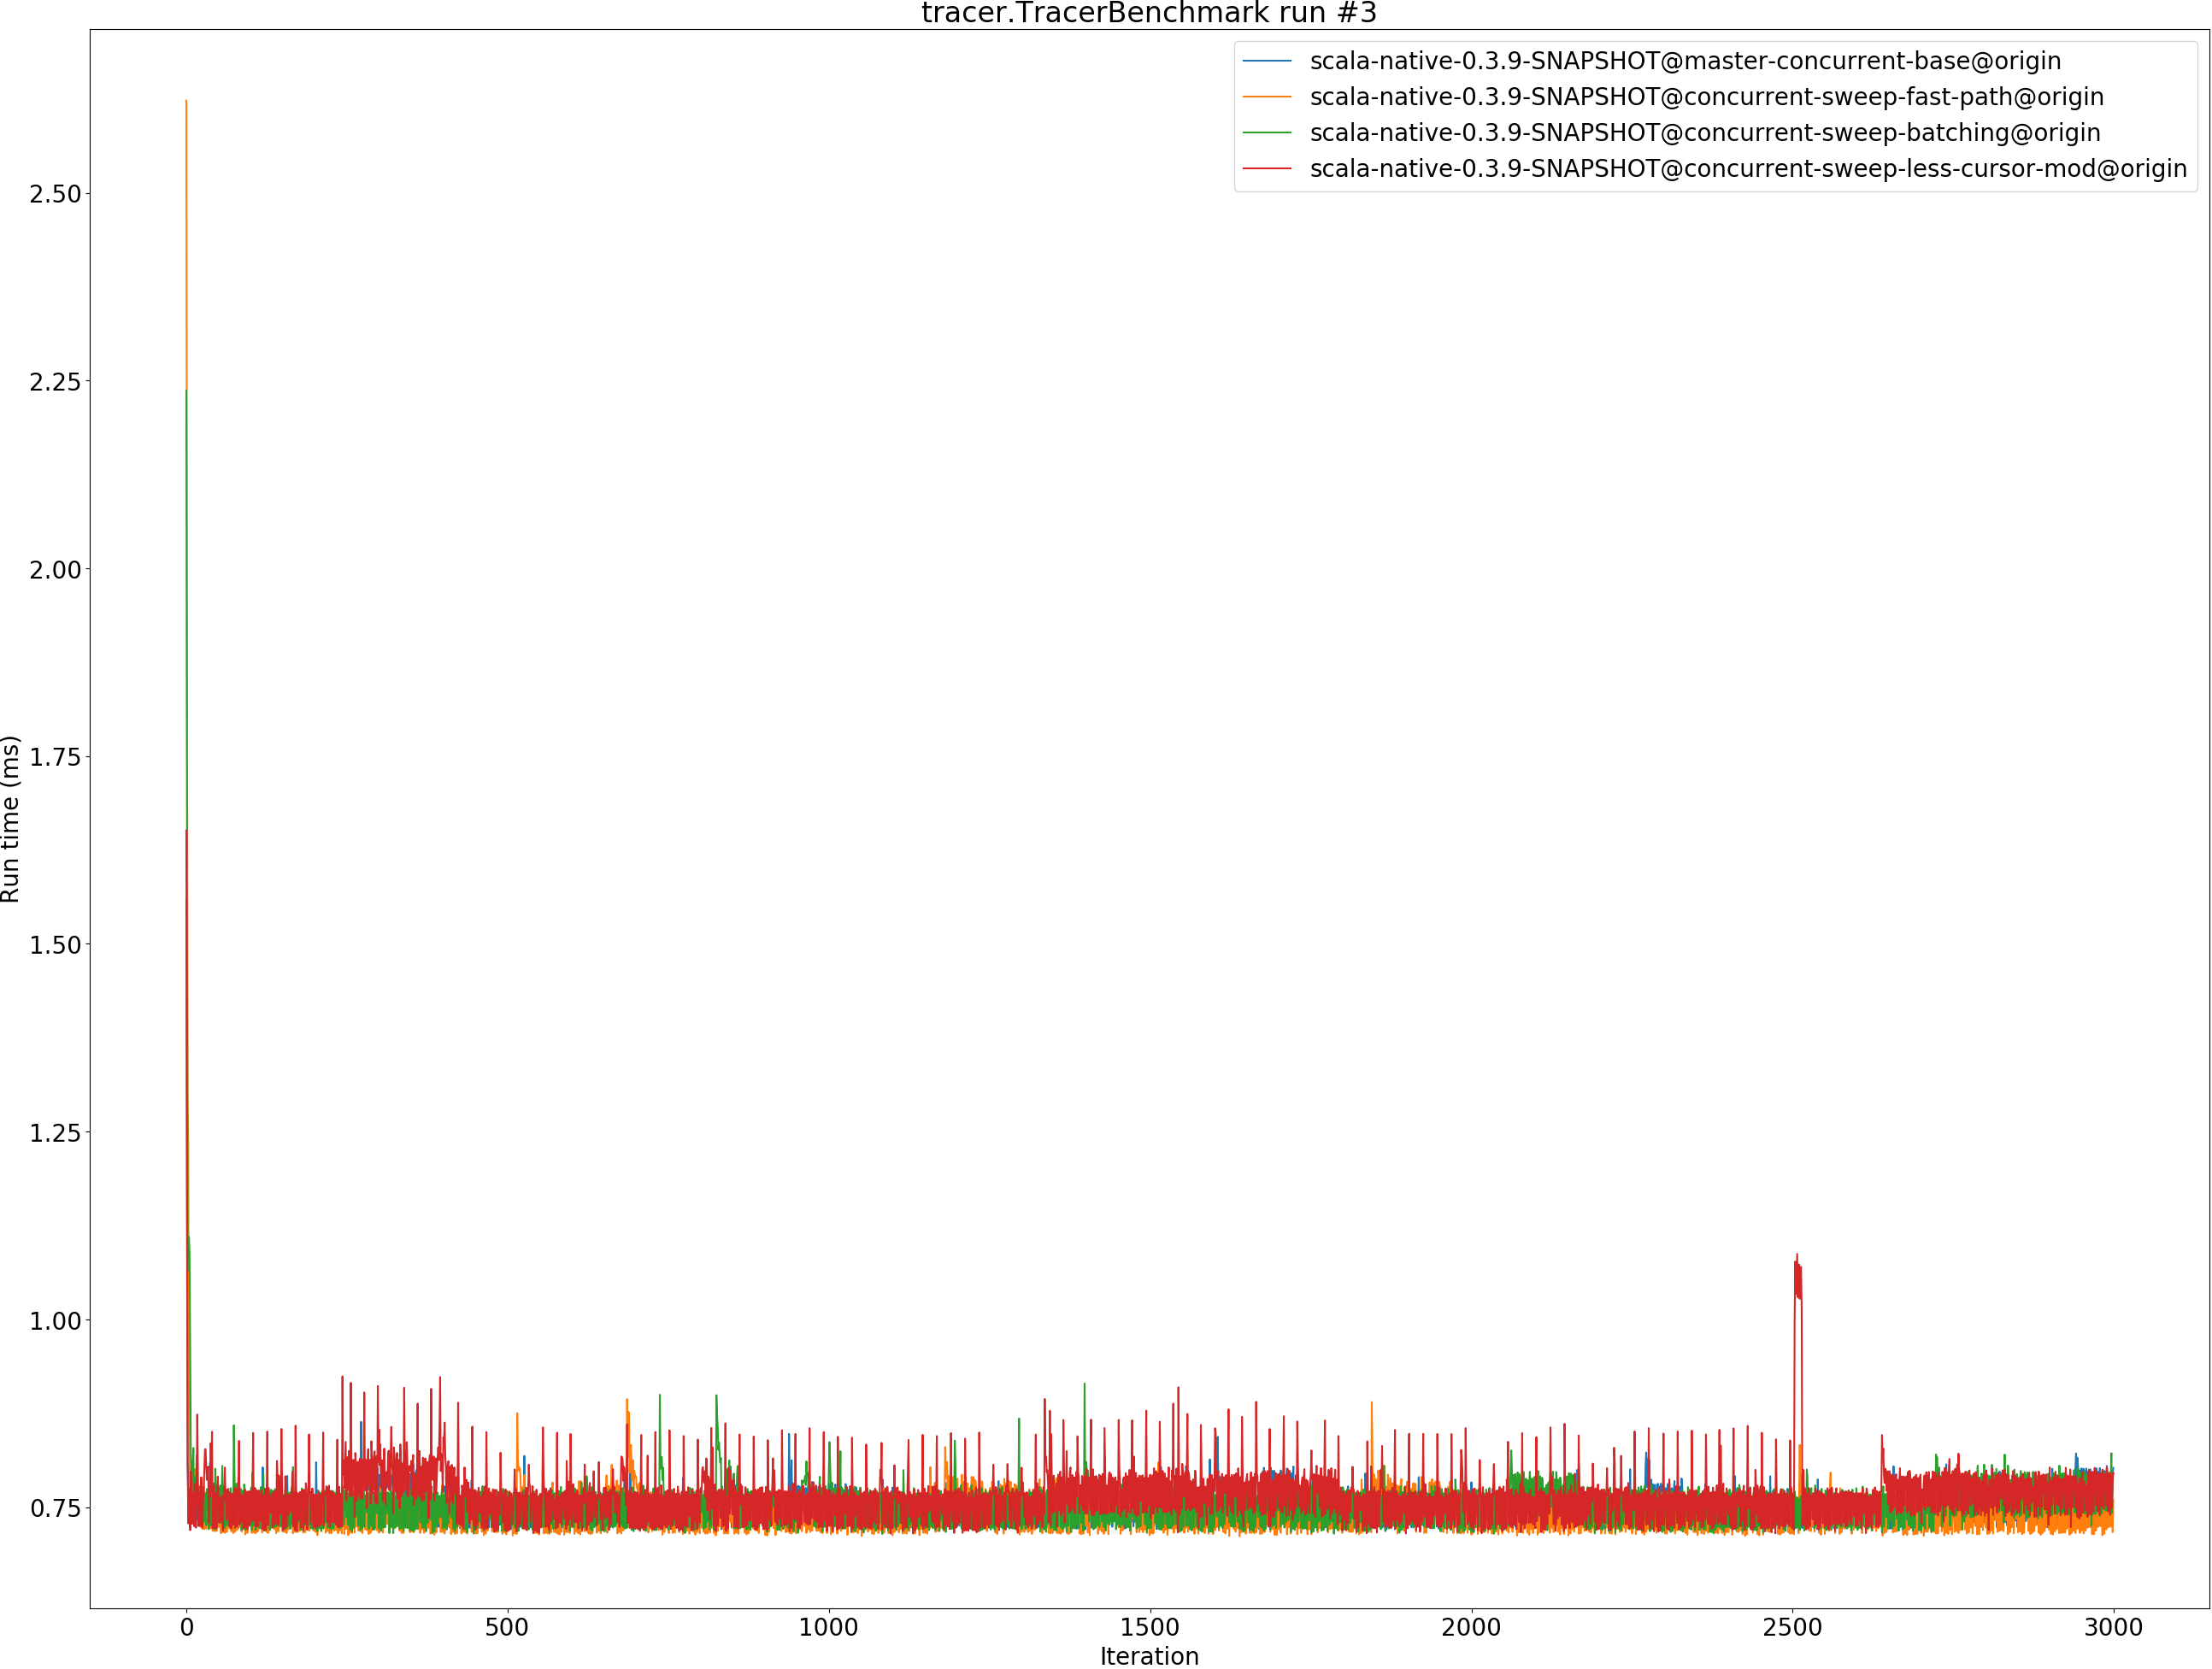 tracer.TracerBenchmark run #3
scala-native-0.3.9-SNAPSHOT@master-concurrent-base@origin
scala-native-0.3.9-SNAPSHOT@concurrent-sweep-fast-path@origin
scala-native-0.3.9-SNAPSHOT@concurrent-sweep-batching@origin
scala-native-0.3.9-SNAPSHOT@concurrent-sweep-less-cursor-mod@origin
2.50
2.25
2.00
1.75
1.50
1.25
1.00
0.75
Run time (ms)
0 500 1000 1500 2000 2500 3000
Iteration